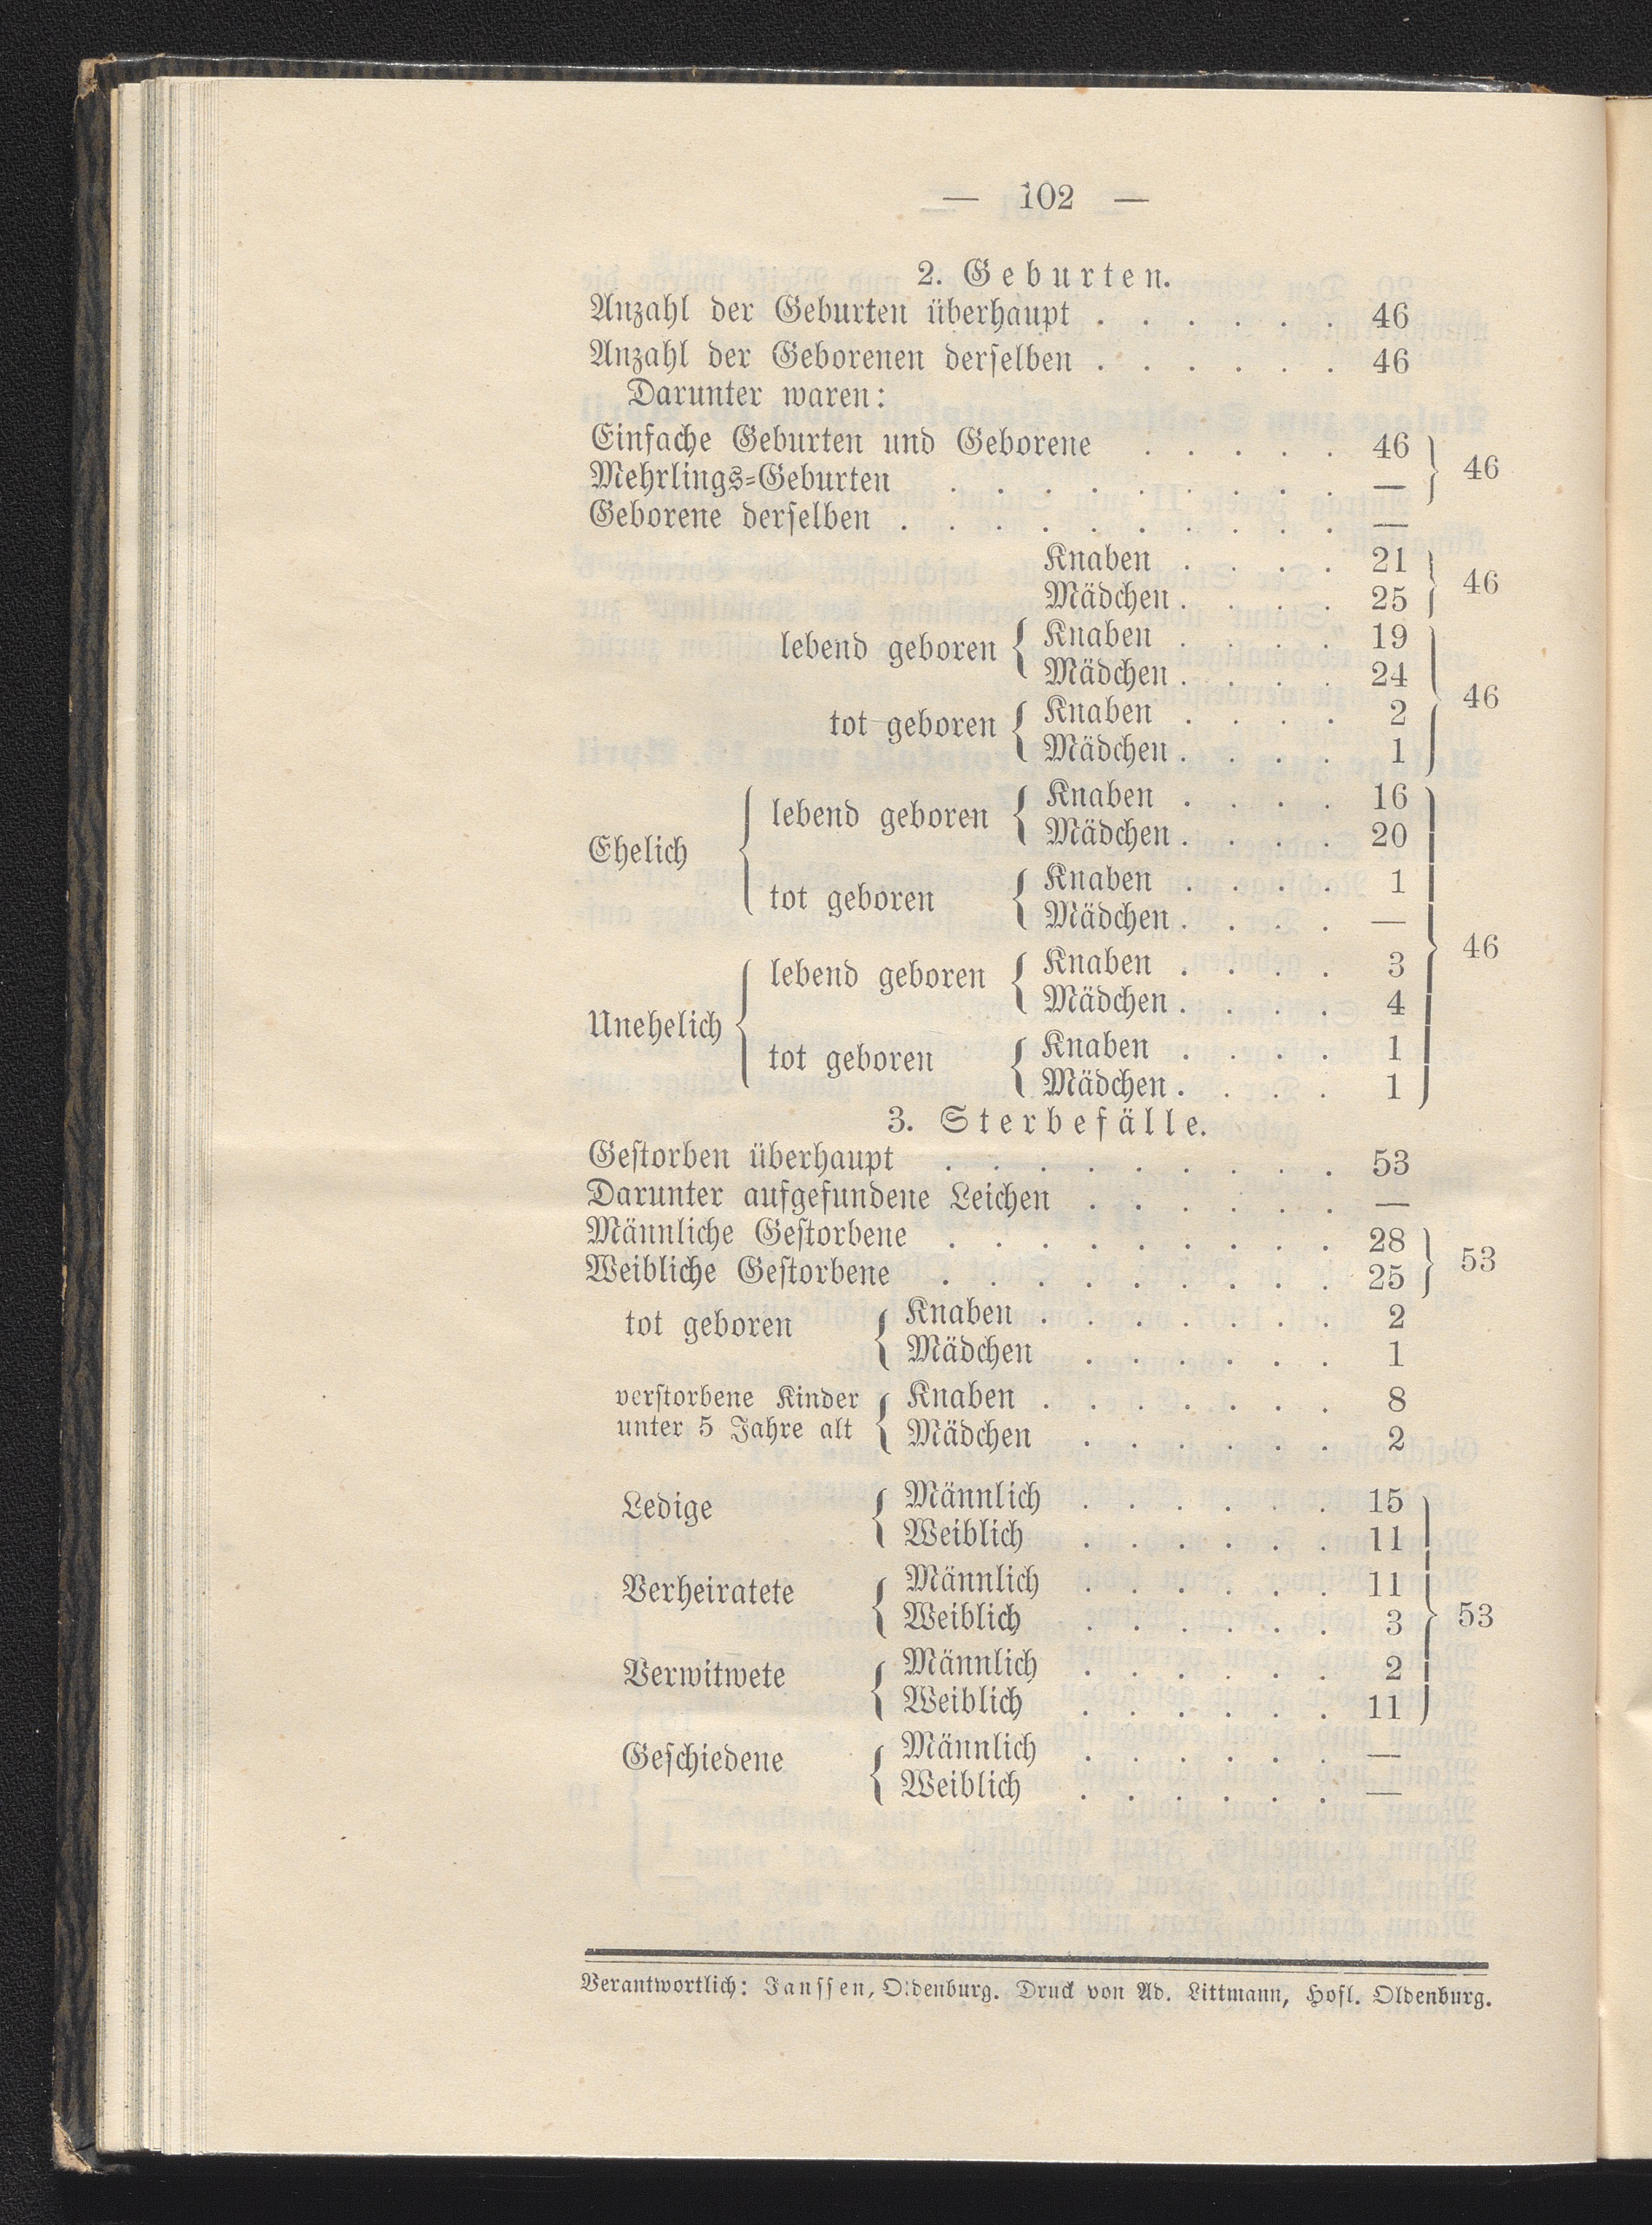 — 102 —
2. Geburten.
Anzahl der Geburten überhaupt . . . . . . 46
Anzahl der Geborenen derselben . . . . . . 46
Darunter waren:
Einfache Geburten und Geborene . . . . . 46 } 46
Mehrlings-Geburten . . . . . . . . . —
Geborene derselben . . . . . . . . . . —
Knaben . . . . 21 } 46
Mädchen . . . . 25
lebend geboren { Knaben . . . . 19
Mädchen . . . . 24 } 46
tot geboren { Knaben . . . . 2
Mädchen . . . . 1
Ehelich { lebend geboren { Knaben . . . . 16
Mädchen . . . . 20
tot geboren { Knaben . . . . 1
Mädchen . . . . — } 46
Unehelich { lebend geboren { Knaben . . . . 3
Mädchen . . . . 4
tot geboren { Knaben . . . . 1
Mädchen . . . . 1
3. Sterbefälle.
Gestorben überhaupt . . . . . . . . . 53
Darunter aufgefundene Leichen . . . . . . —
Männliche Gestorbene . . . . . . . . . 28 } 53
Weibliche Gestorbene . . . . . . . . . 25
tot geboren { Knaben . . . . . . . 2
Mädchen . . . . . . 1
verstorbene Kinder unter 5 Jahre alt { Knaben . . . . . . . 8
Mädchen . . . . . . 2
Ledige { Männlich . . . . . . 15
Weiblich . . . . . . 11
Verheiratete { Männlich . . . . . . 11
Weiblich . . . . . . 3 } 53
Verwitwete { Männlich . . . . . . 2
Weiblich . . . . . . 11
Geschiedene { Männlich . . . . . . —
Weiblich . . . . . . —
Verantwortlich: Janssen, Oldenburg. Druck von Ad. Littmann, Hofl. Oldenburg.